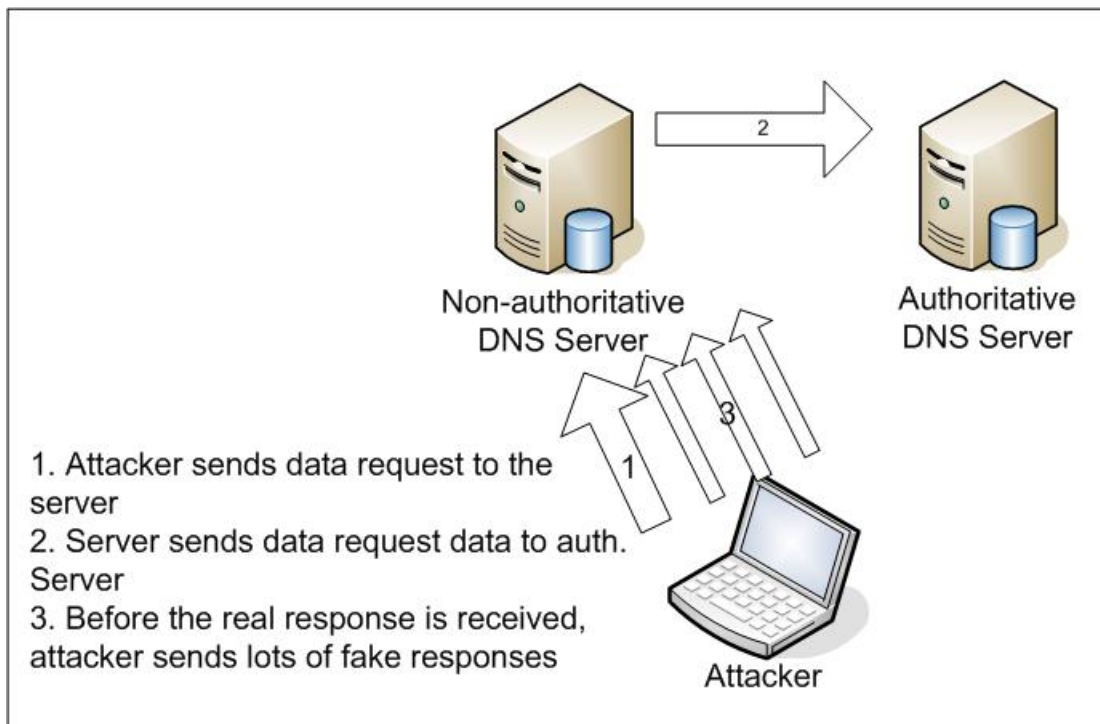 2
Non-authoritative
DNS Server
Authoritative
DNS Server
1
3
1. Attacker sends data request to the
server
2. Server sends data request data to auth.
Server
3. Before the real response is received,
attacker sends lots of fake responses
Attacker